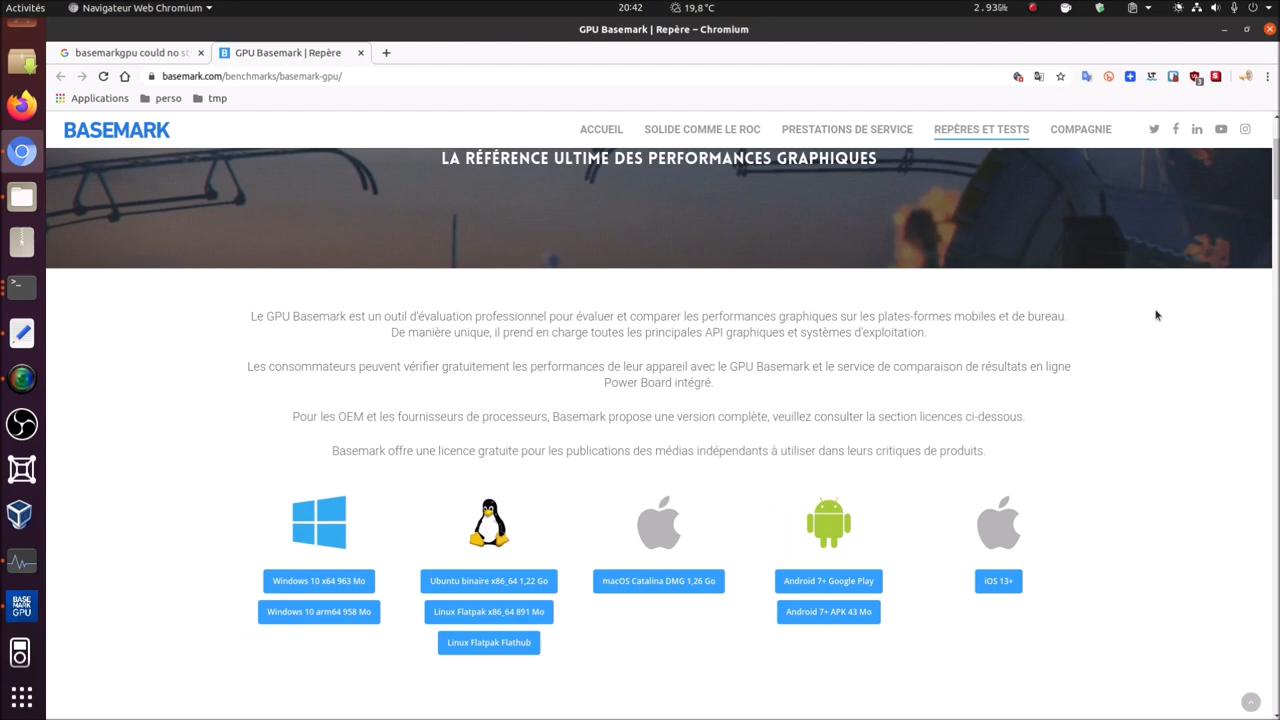 Activités
Navigateur Web Chromium
20:42
19,8°C
2.936%
GPU Basemark | Repère – Chromium
basemarkgpu could no st
GPU Basemark | Repère
basemark.com/benchmarks/basemark-gpu/
Applications
perso
tmp
BASEMARK
ACCUEIL
SOLIDE COMME LE ROC
PRESTATIONS DE SERVICE
REPÈRES ET TESTS
COMPAGNIE
LA RÉFÉRENCE ULTIME DES PERFORMANCES GRAPHIQUES
Le GPU Basemark est un outil d'évaluation professionnel pour évaluer et comparer les performances graphiques sur les plates-formes mobiles et de bureau.
De manière unique, il prend en charge toutes les principales API graphiques et systèmes d'exploitation.
Les consommateurs peuvent vérifier gratuitement les performances de leur appareil avec le GPU Basemark et le service de comparaison de résultats en ligne
Power Board intégré.
Pour les OEM et les fournisseurs de processeurs, Basemark propose une version complète, veuillez consulter la section licences ci-dessous.
Basemark offre une licence gratuite pour les publications des médias indépendants à utiliser dans leurs critiques de produits.
Windows 10 x64 963 Mo
Ubuntu binaire x86_64 1,22 Go
macOS Catalina DMG 1,26 Go
Android 7+ Google Play
iOS 13+
Windows 10 arm64 958 Mo
Linux Flatpak x86_64 891 Mo
Android 7+ APK 43 Mo
Linux Flatpak Flathub
BASE
MARK
GPU